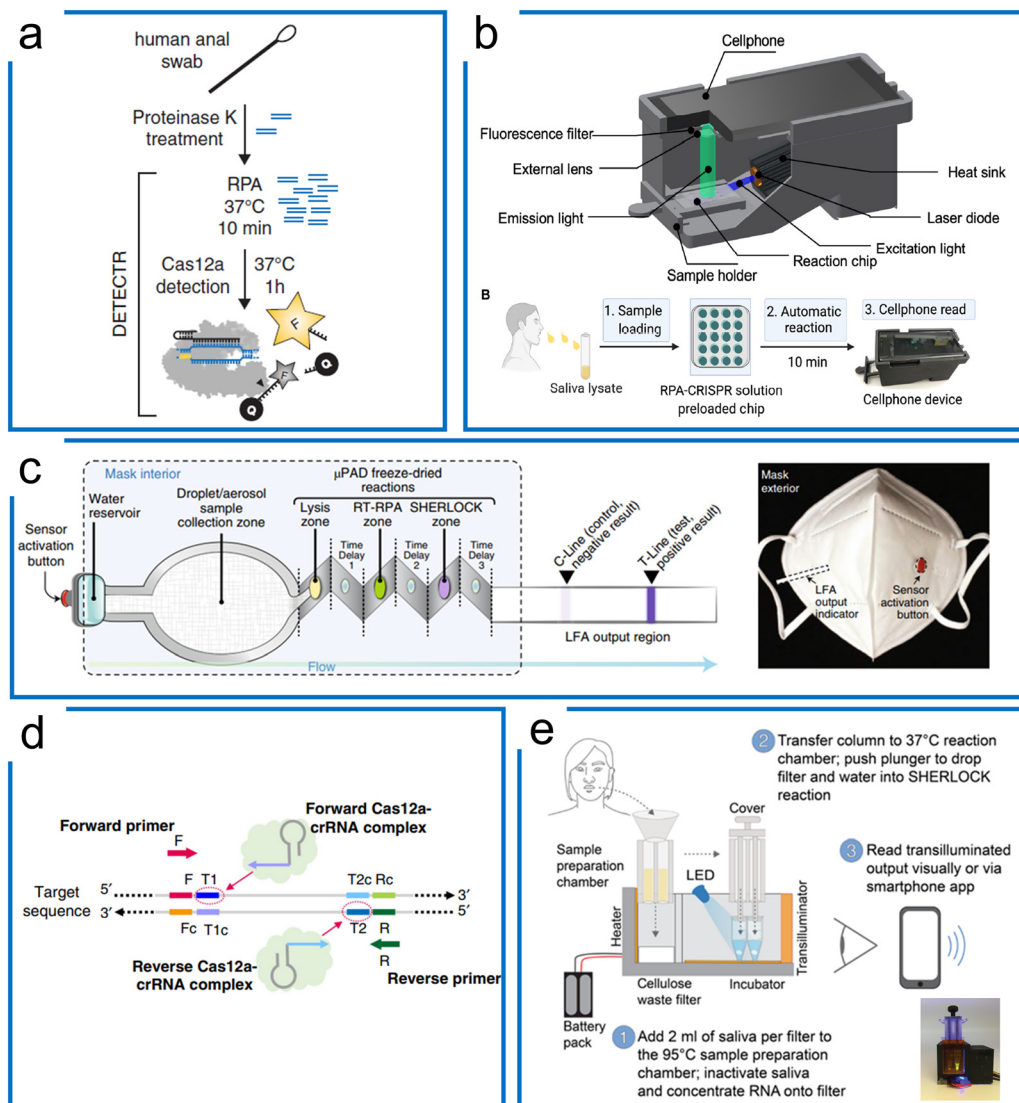 a
human anal
swab
Proteinase K
treatment
RPA
37°C
10 min
DETECTR
Cas12a
detection
37°C
1h
F
F
Q
Q
b
Cellphone
Fluorescence filter
External lens
Emission light
Sample holder
Reaction chip
Excitation light
Laser diode
Heat sink
B
1. Sample
loading
2. Automatic
reaction
3. Cellphone read
10 min
Saliva lysate
RPA-CRISPR solution
preloaded chip
Cellphone device
c
Mask interior
Water
reservoir
Sensor
activation
button
Droplet/aerosol
sample
collection zone
µPAD freeze-dried
reactions
Lysis
zone
RT-RPA
zone
SHERLOCK
zone
Time
Delay
1
Time
Delay
2
Time
Delay
3
C-Line (control,
negative result)
T-Line (test,
positive result)
LFA output region
Flow
Mask
exterior
LFA
output
indicator
Sensor
activation
button
d
Forward primer
F
Forward Cas12a-
crRNA complex
Target
sequence
5′
3′
F T1
T2c Rc
3′
5′
Fc T1c
T2 R
R
Reverse Cas12a-
crRNA complex
Reverse primer
e
2 Transfer column to 37°C reaction
chamber; push plunger to drop
filter and water into SHERLOCK
reaction
Sample
preparation
chamber
Cover
LED
Heater
Transilluminator
3 Read transilluminated
output visually or via
smartphone app
Cellulose
waste filter
Incubator
Battery
pack
1 Add 2 ml of saliva per filter to
the 95°C sample preparation
chamber; inactivate saliva
and concentrate RNA onto filter